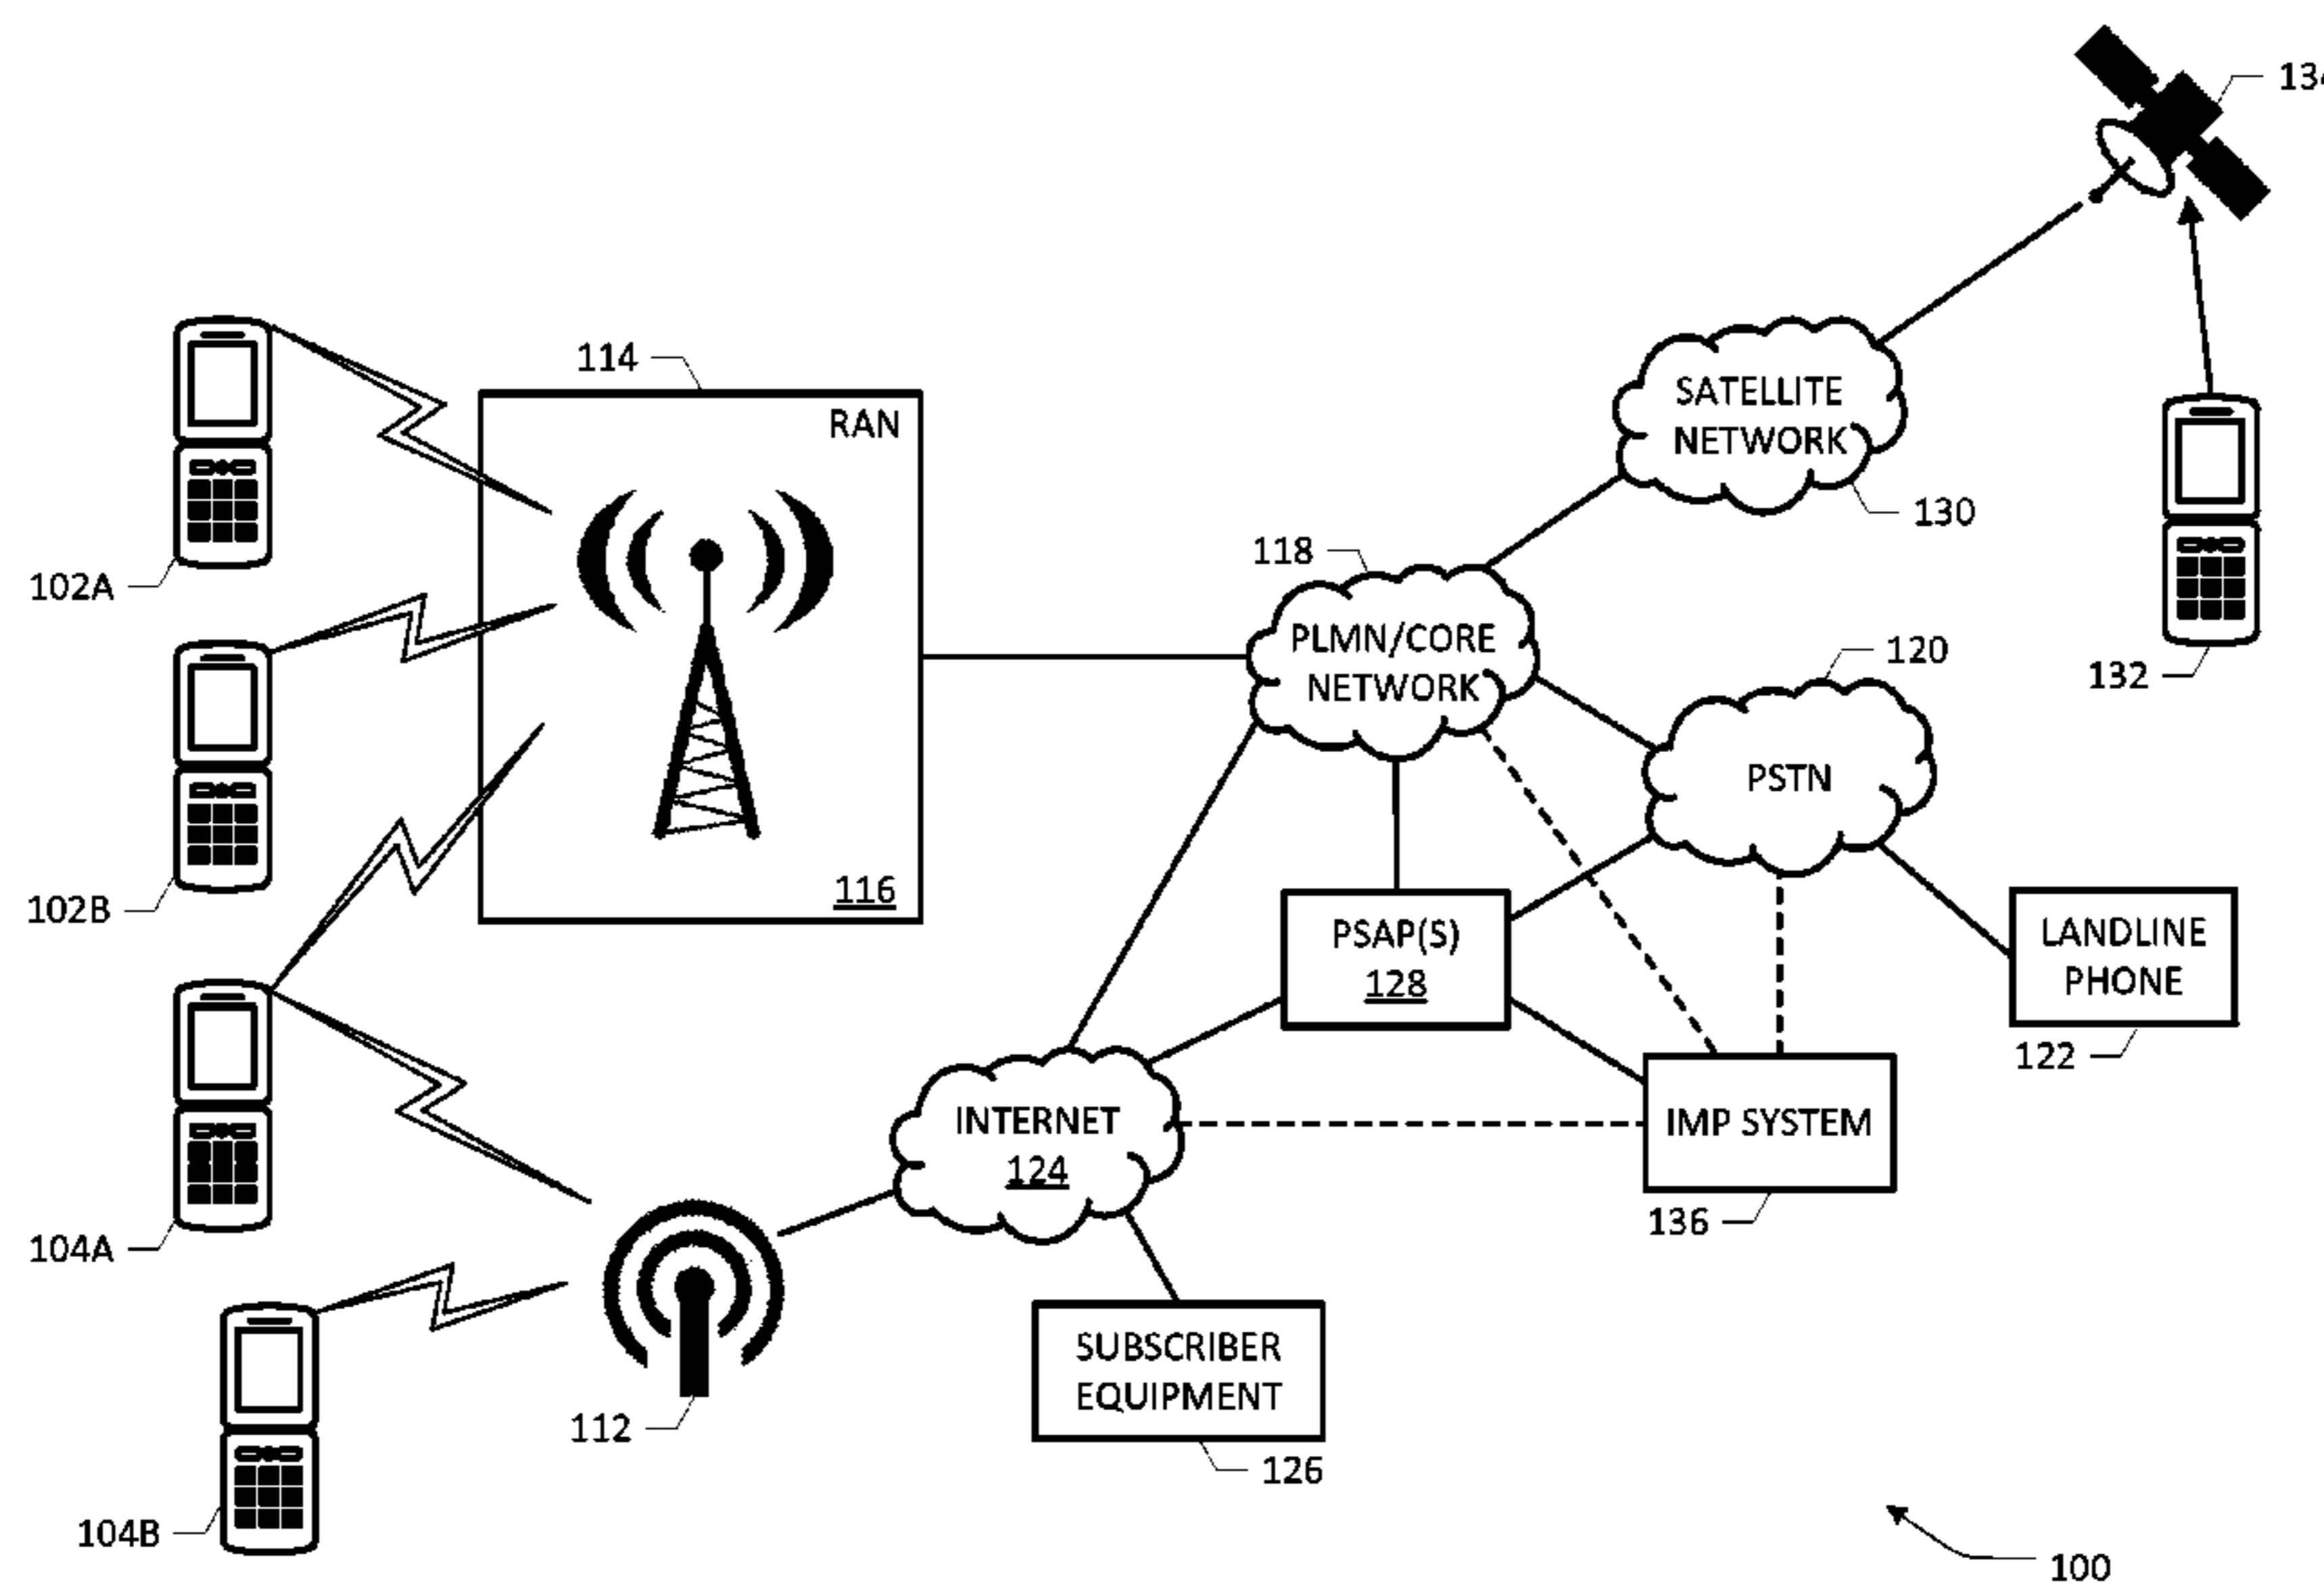 134
114
RAN
SATELLITE
NETWORK
130
118
102A
PLMN/CORE
NETWORK
120
132
PSTN
116
102B
PSAP(S)
128
LANDLINE
PHONE
122
INTERNET
124
IMP SYSTEM
136
104A
SUBSCRIBER
EQUIPMENT
112
126
104B
100